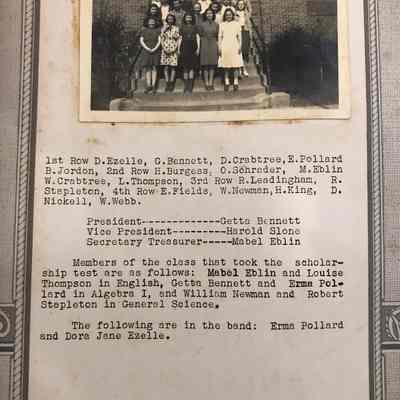 1st Row D.Ezelle, G.Bennett, D.Crabtree,E.Pollard
B.Jordon, 2nd Row H.Burgess, O.Schrader, M.Eblin
W.Crabtree, L.Thompson, 3rd Row R.Leadingham, R.
Stapleton, 4th Row E.Fields, W.Newman,H.King, D.
Nickell, W.Webb.
President-------------Getta Bennett
Vice President---------Harold Slone
Secretary Treasurer-----Mabel Eblin
Members of the class that took the scholar-
ship test are as follows: Mabel Eblin and Louise
Thompson in English, Getta Bennett and Erma Pol-
lard in Algebra I, and William Newman and Robert
Stapleton in General Science.
The following are in the band: Erma Pollard
and Dora Jane Ezelle.